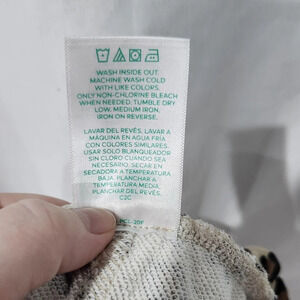 WASH INSIDE OUT.
MACHINE WASH COLD
WITH LIKE COLORS.
ONLY NON-CHLORINE BLEACH
WHEN NEEDED. TUMBLE DRY
LOW. MEDIUM IRON.
IRON ON REVERSE.
LAVAR DEL REVÉS. LAVAR A
MÁQUINA EN AGUA FRÍA
CON COLORES SIMILARES.
USAR SOLO BLANQUEADOR
SIN CLORO CUANDO SEA
NECESARIO. SECAR EN
SECADORA A TEMPERATURA
BAJA. PLANCHAR A
TEMPERATURA MEDIA.
PLANCHAR DEL REVÉS.
C2C